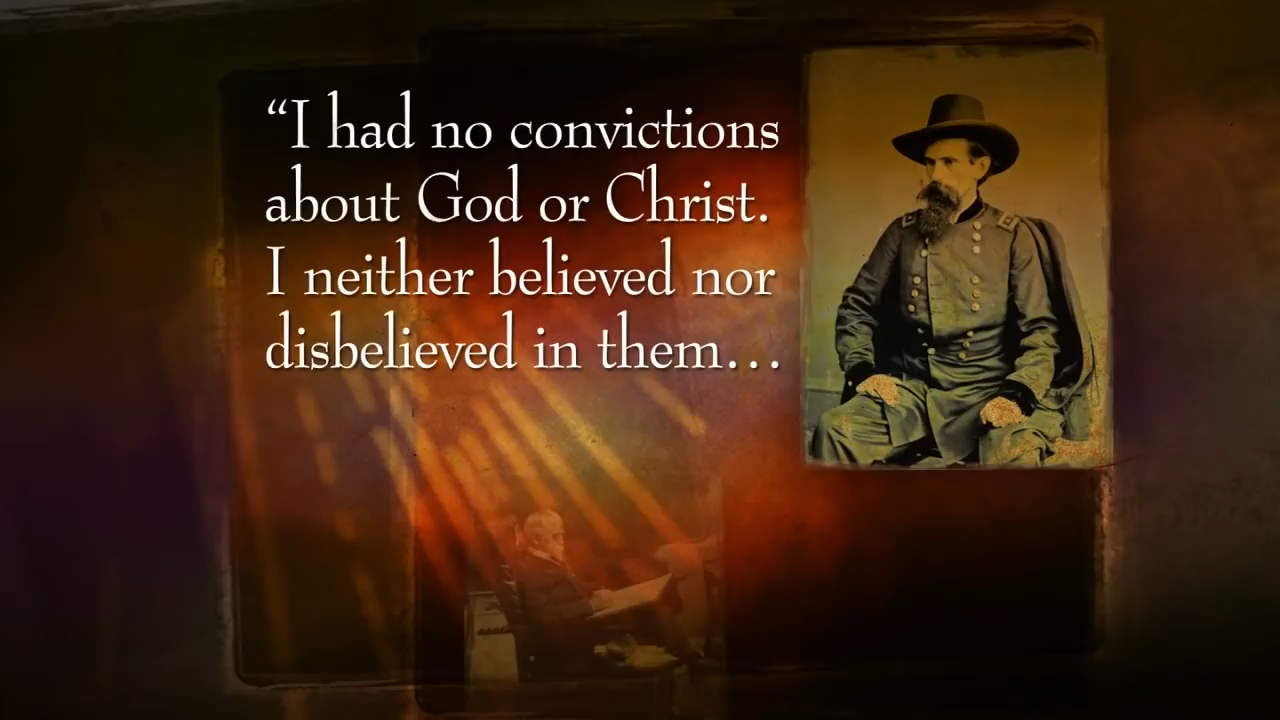 “I had no convictions
about God or Christ.
I neither believed nor
disbelieved in them…